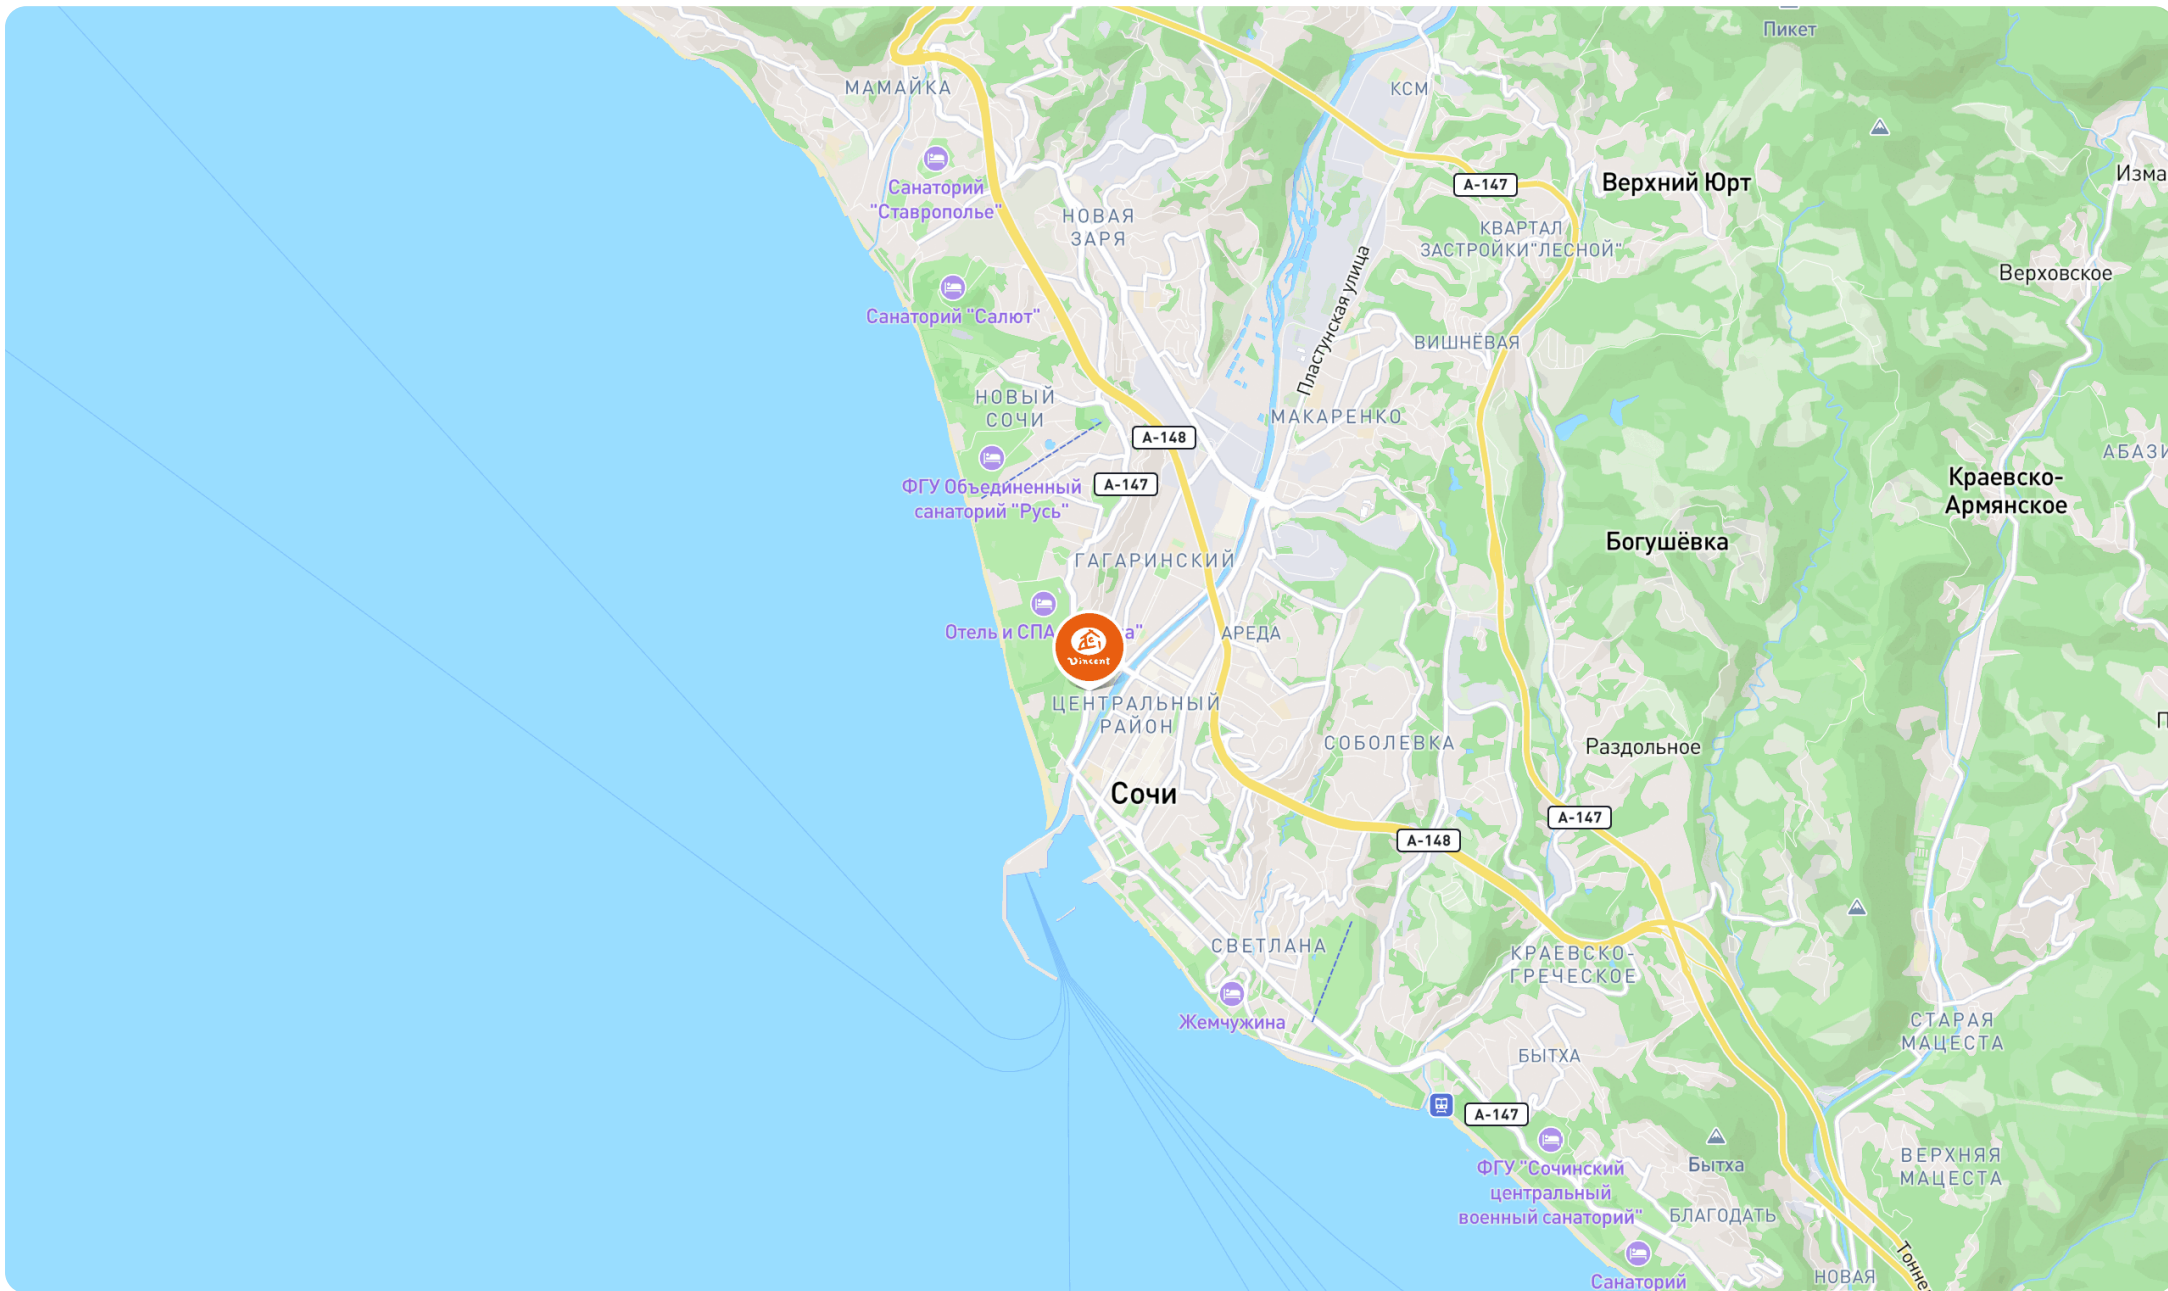 Пикет
МАМАЙКА
КСМ
Санаторий
"Ставрополье"
А-147
Верхний Юрт
Изма
НОВАЯ
ЗАРЯ
КВАРТАЛ
ЗАСТРОЙКИ"ЛЕСНОЙ"
Верховское
Санаторий "Салют"
Пластунская улица
ВИШНЁВАЯ
НОВЫЙ
СОЧИ
МАКАРЕНКО
А-148
АБАЗИ
А-147
ФГУ Объединенный
санаторий "Русь"
Краевско-
Армянское
Богушёвка
ГАГАРИНСКИЙ
Отель и СПА
а"
Vincent
АРЕДА
ЦЕНТРАЛЬНЫЙ
РАЙОН
П
СОБОЛЕВКА
Раздольное
Сочи
А-147
А-148
СВЕТЛАНА
КРАЕВСКО-
ГРЕЧЕСКОЕ
Жемчужина
СТАРАЯ
МАЦЕСТА
БЫТХА
А-147
ФГУ "Сочинский
центральный
военный санаторий"
Бытха
ВЕРХНЯЯ
МАЦЕСТА
БЛАГОДАТЬ
Санаторий
НОВАЯ
Тонне